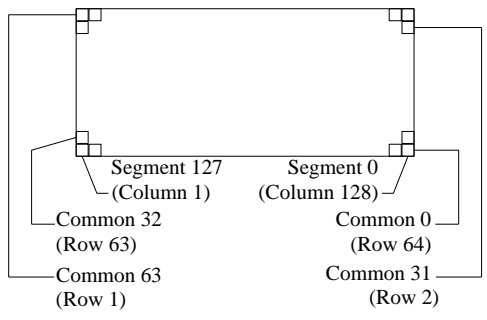 Segment 127
(Column 1)
Segment 0
(Column 128)
Common 32
(Row 63)
Common 0
(Row 64)
Common 63
(Row 1)
Common 31
(Row 2)